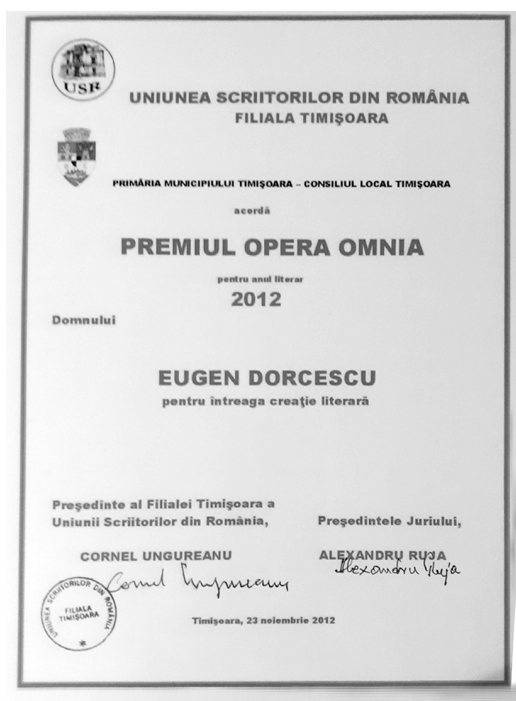 USR
UNIUNEA SCRIITORILOR DIN ROMÂNIA
FILIALA TIMIŞOARA
PRIMĂRIA MUNICIPIULUI TIMIŞOARA – CONSILIUL LOCAL TIMIŞOARA
acordă
PREMIUL OPERA OMNIA
pentru anul literar
2012
Domnului
EUGEN DORCESCU
pentru întreaga creaţie literară
Preşedinte al Filialei Timişoara a
Uniunii Scriitorilor din România,
Preşedintele Juriului,
CORNEL UNGUREANU
ALEXANDRU RUJA
Cornel Ungureanu
Alexandru Ruja
UNIUNEA SCRIITORILOR DIN ROMÂNIA
FILIALA
TIMIŞOARA
Timişoara, 23 noiembrie 2012